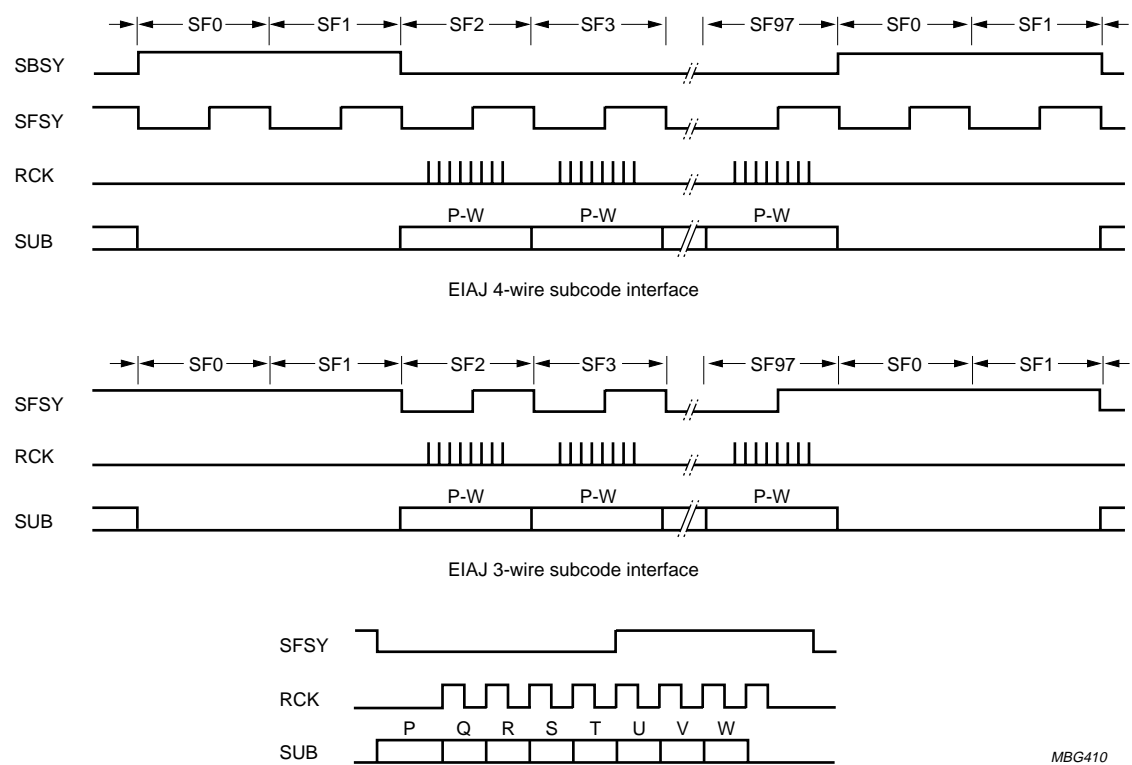 SF0 SF1 SF2 SF3 SF97 SF0 SF1
SBSY
SFSY
RCK
P-W P-W P-W
SUB
EIAJ 4-wire subcode interface
SF0 SF1 SF2 SF3 SF97 SF0 SF1
SFSY
RCK
P-W P-W P-W
SUB
EIAJ 3-wire subcode interface
SFSY
RCK
P Q R S T U V W
SUB
MBG410